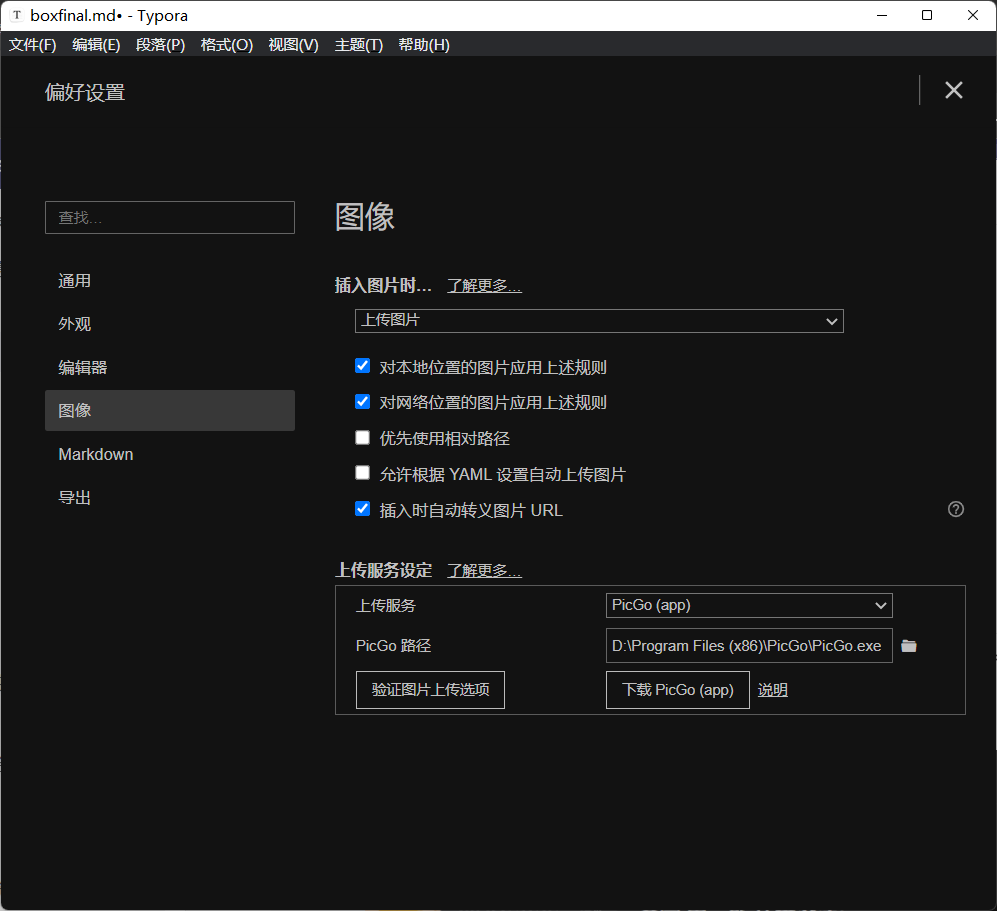 T boxfinal.md• - Typora
文件(F) 编辑(E) 段落(P) 格式(O) 视图(V) 主题(T) 帮助(H)
偏好设置
查找...
通用
外观
编辑器
图像
Markdown
导出
图像
插入图片时... 了解更多...
上传图片
对本地位置的图片应用上述规则
对网络位置的图片应用上述规则
优先使用相对路径
允许根据 YAML 设置自动上传图片
插入时自动转义图片 URL
上传服务设定 了解更多...
上传服务 PicGo (app)
PicGo 路径 D:\Program Files (x86)\PicGo\PicGo.exe
验证图片上传选项 下载 PicGo (app) 说明